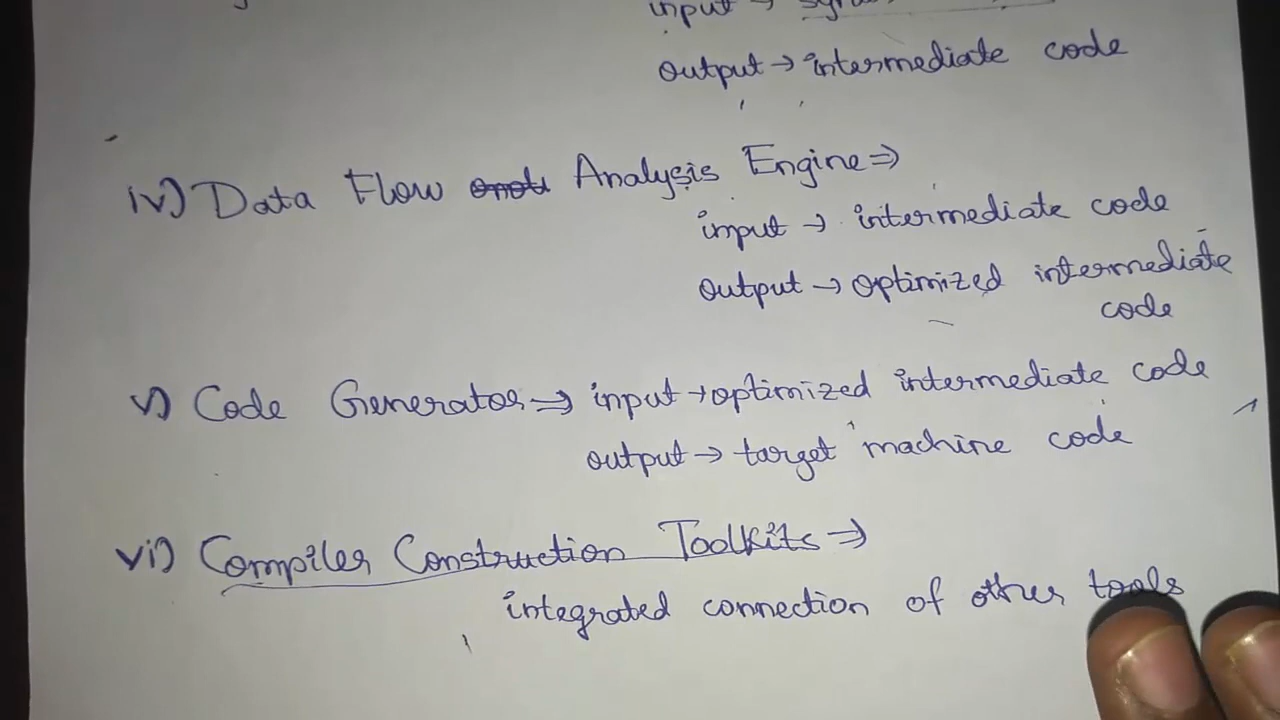 input →
output → intermediate code
iv) Data Flow Analysis Engine ⇒
input → intermediate code
output → optimized intermediate
code
v) Code Generator ⇒ input → optimized intermediate code
output → target machine code
vi) Compiler Construction Toolkits ⇒
integrated connection of other tools